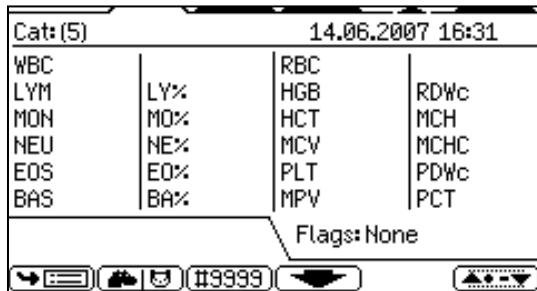 Cat: (5) 14.06.2007 16:31
WBC RBC
LYM LY% HGB RDWc
MON MO% HCT MCH
NEU NE% MCV MCHC
EOS EO% PLT PDWc
BAS BA% MPV PCT
Flags: None
#9999